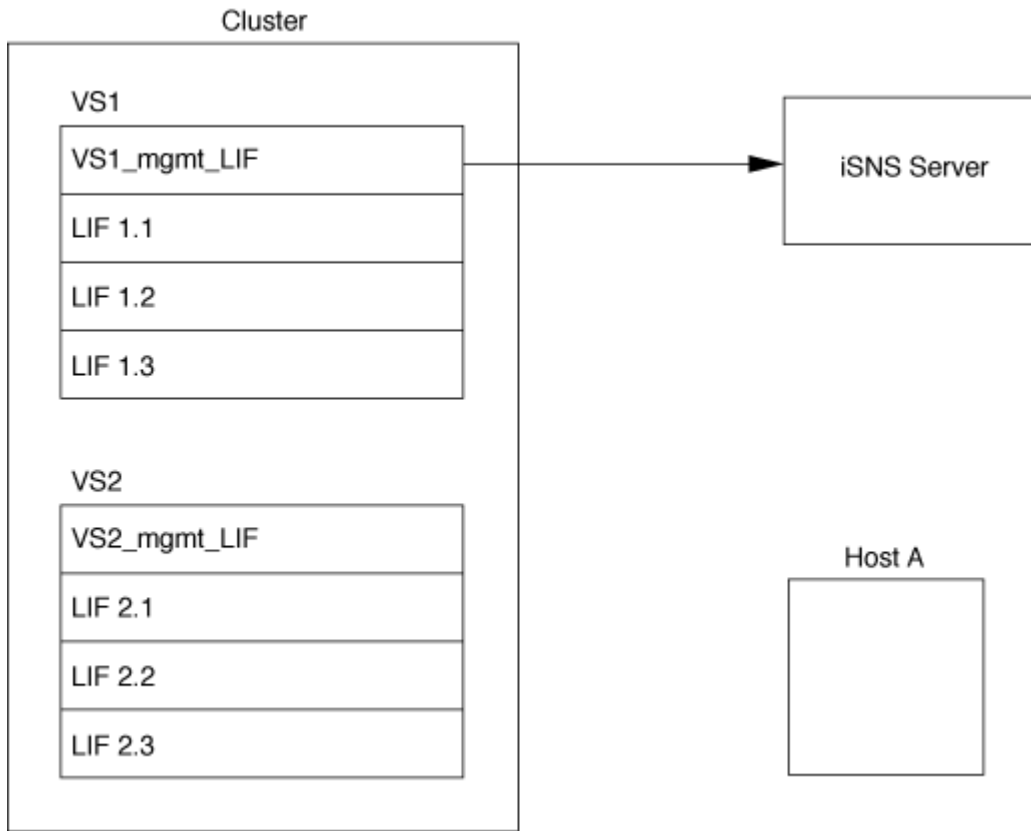 Cluster
VS1
VS1_mgmt_LIF
LIF 1.1
LIF 1.2
LIF 1.3
iSNS Server
VS2
VS2_mgmt_LIF
LIF 2.1
LIF 2.2
LIF 2.3
Host A